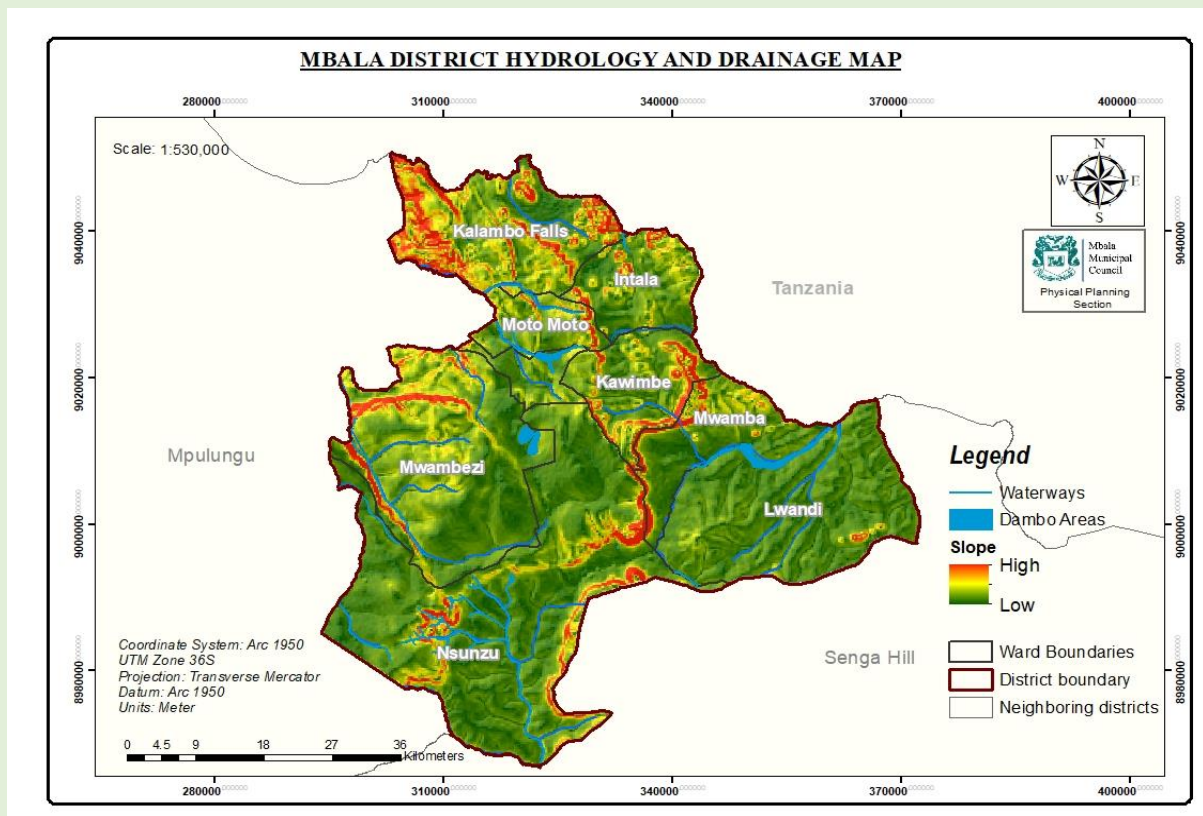 MBALA DISTRICT HYDROLOGY AND DRAINAGE MAP
280000 310000 340000 370000 400000
Scale: 1:530,000
N
W E
S
Mbala
Municipal
Council
Physical Planning
Section
9040000 9040000
9020000 9020000
9000000 9000000
8980000 8980000
Kalambo Falls
Intala
Tanzania
Moto Moto
Kawimbe
Mwamba
Mpulungu
Mwambezi
Lwandi
Nsunzu
Senga Hill
Legend
Waterways
Dambo Areas
Slope
High
Low
Ward Boundaries
District boundary
Neighboring districts
Coordinate System: Arc 1950
UTM Zone 36S
Projection: Transverse Mercator
Datum: Arc 1950
Units: Meter
0 4.5 9 18 27 36
Kilometers
280000 310000 340000 370000 400000